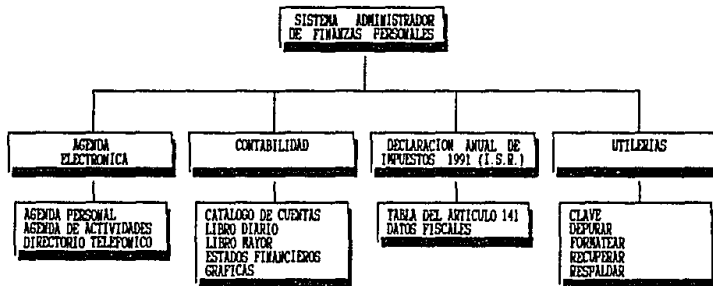 SISTEMA ADMINISTRADOR
DE FINANZAS PERSONALES
AGENDA
ELECTRONICA
CONTABILIDAD
DECLARACION ANUAL DE
IMPUESTOS 1991 (I.S.R.)
UTILERIAS
AGENDA PERSONAL
AGENDA DE ACTIVIDADES
DIRECTORIO TELEFONICO
CATALOGO DE CUENTAS
LIBRO DIARIO
LIBRO MAYOR
ESTADOS FINANCIEROS
GRAFICAS
TABLA DEL ARTICULO 141
DATOS FISCALES
CLAVE
DEPURAR
FORMATEAR
RECUPERAR
RESPALDAR